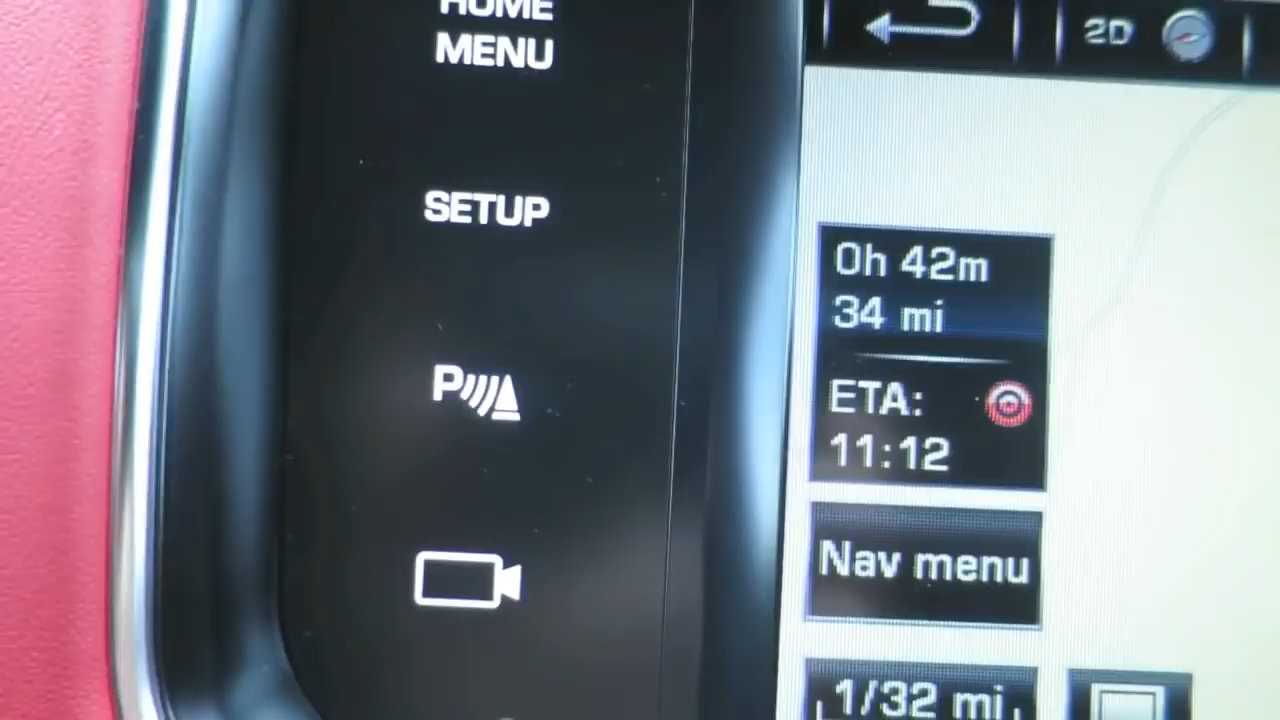 HOME
MENU
SETUP
P
2D
0h 42m
34 mi
ETA:
11:12
Nav menu
1/32 mi